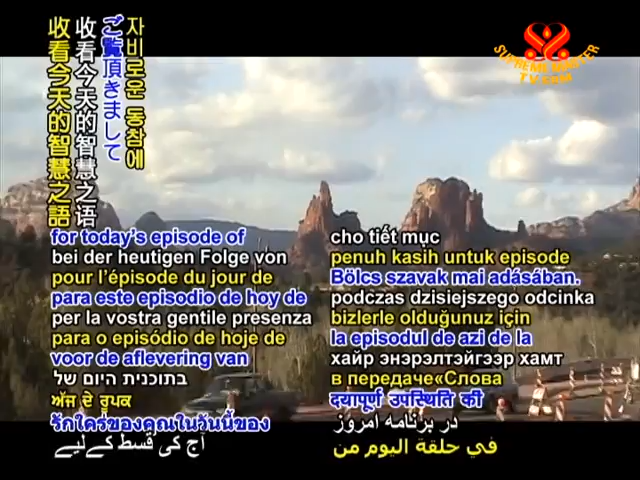 收看今天的智慧之語
收看今天的智慧之语
ご覧頂きまして
자비로운 동참에
SUPREME MASTER
TV.COM
for today's episode of
bei der heutigen Folge von
pour l'épisode du jour de
para este episodio de hoy de
per la vostra gentile presenza
para o episódio de hoje de
voor de aflevering van
בתוכנית היום של
ਅੱਜ ਦੇ ਰੂਪਕ
รักใคร่ของคุณในวันนี้ของ
آج کی قسط کےلیے
cho tiết mục
penuh kasih untuk episode
Bölcs szavak mai adásában.
podczas dzisiejszego odcinka
bizlerle olduğunuz için
la episodul de azi de la
хайр энэрэлтэйгээр хамт
в передаче«Слова
दयापूर्ण उपस्थिति की
در برنامه امروز
في حلقة اليوم من